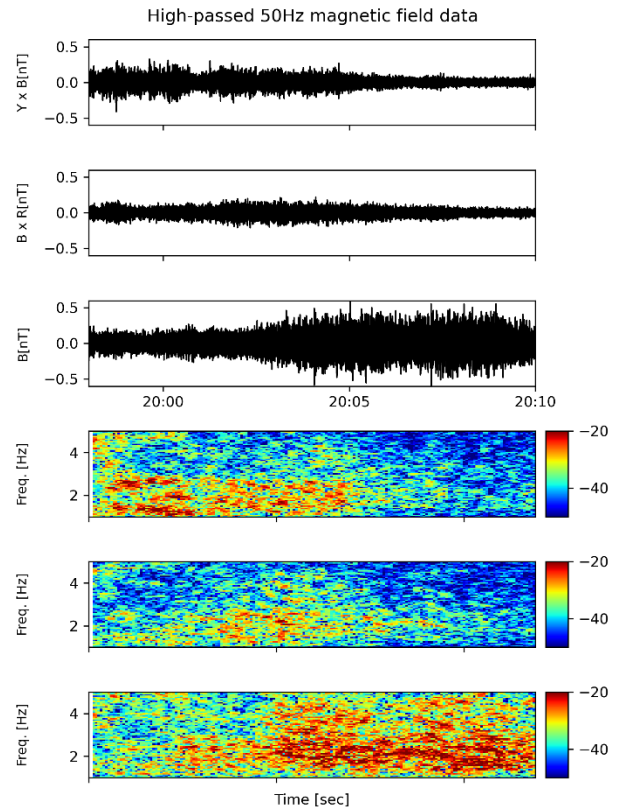 High-passed 50Hz magnetic field data
Y x B[nT]
0.5
0.0
−0.5
B x R[nT]
0.5
0.0
−0.5
B[nT]
0.5
0.0
−0.5
20:00 20:05 20:10
Freq. [Hz]
4
2
−20
−40
Freq. [Hz]
4
2
−20
−40
Freq. [Hz]
4
2
−20
−40
Time [sec]